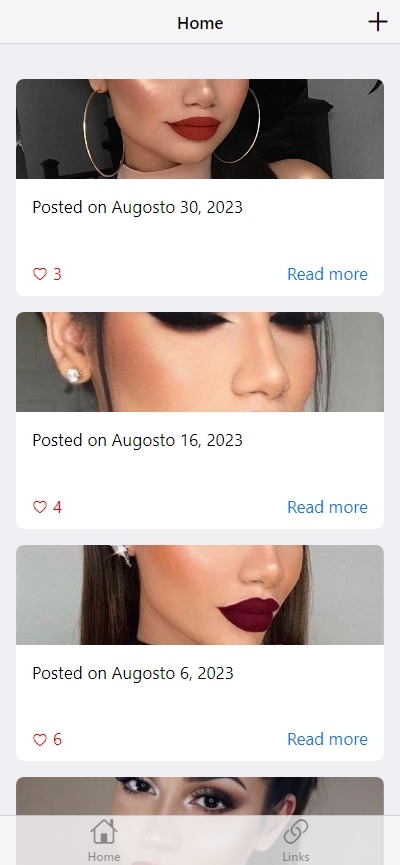 Home
Posted on Augosto 30, 2023
3
Read more
Posted on Augosto 16, 2023
4
Read more
Posted on Augosto 6, 2023
6
Read more
Home
Links